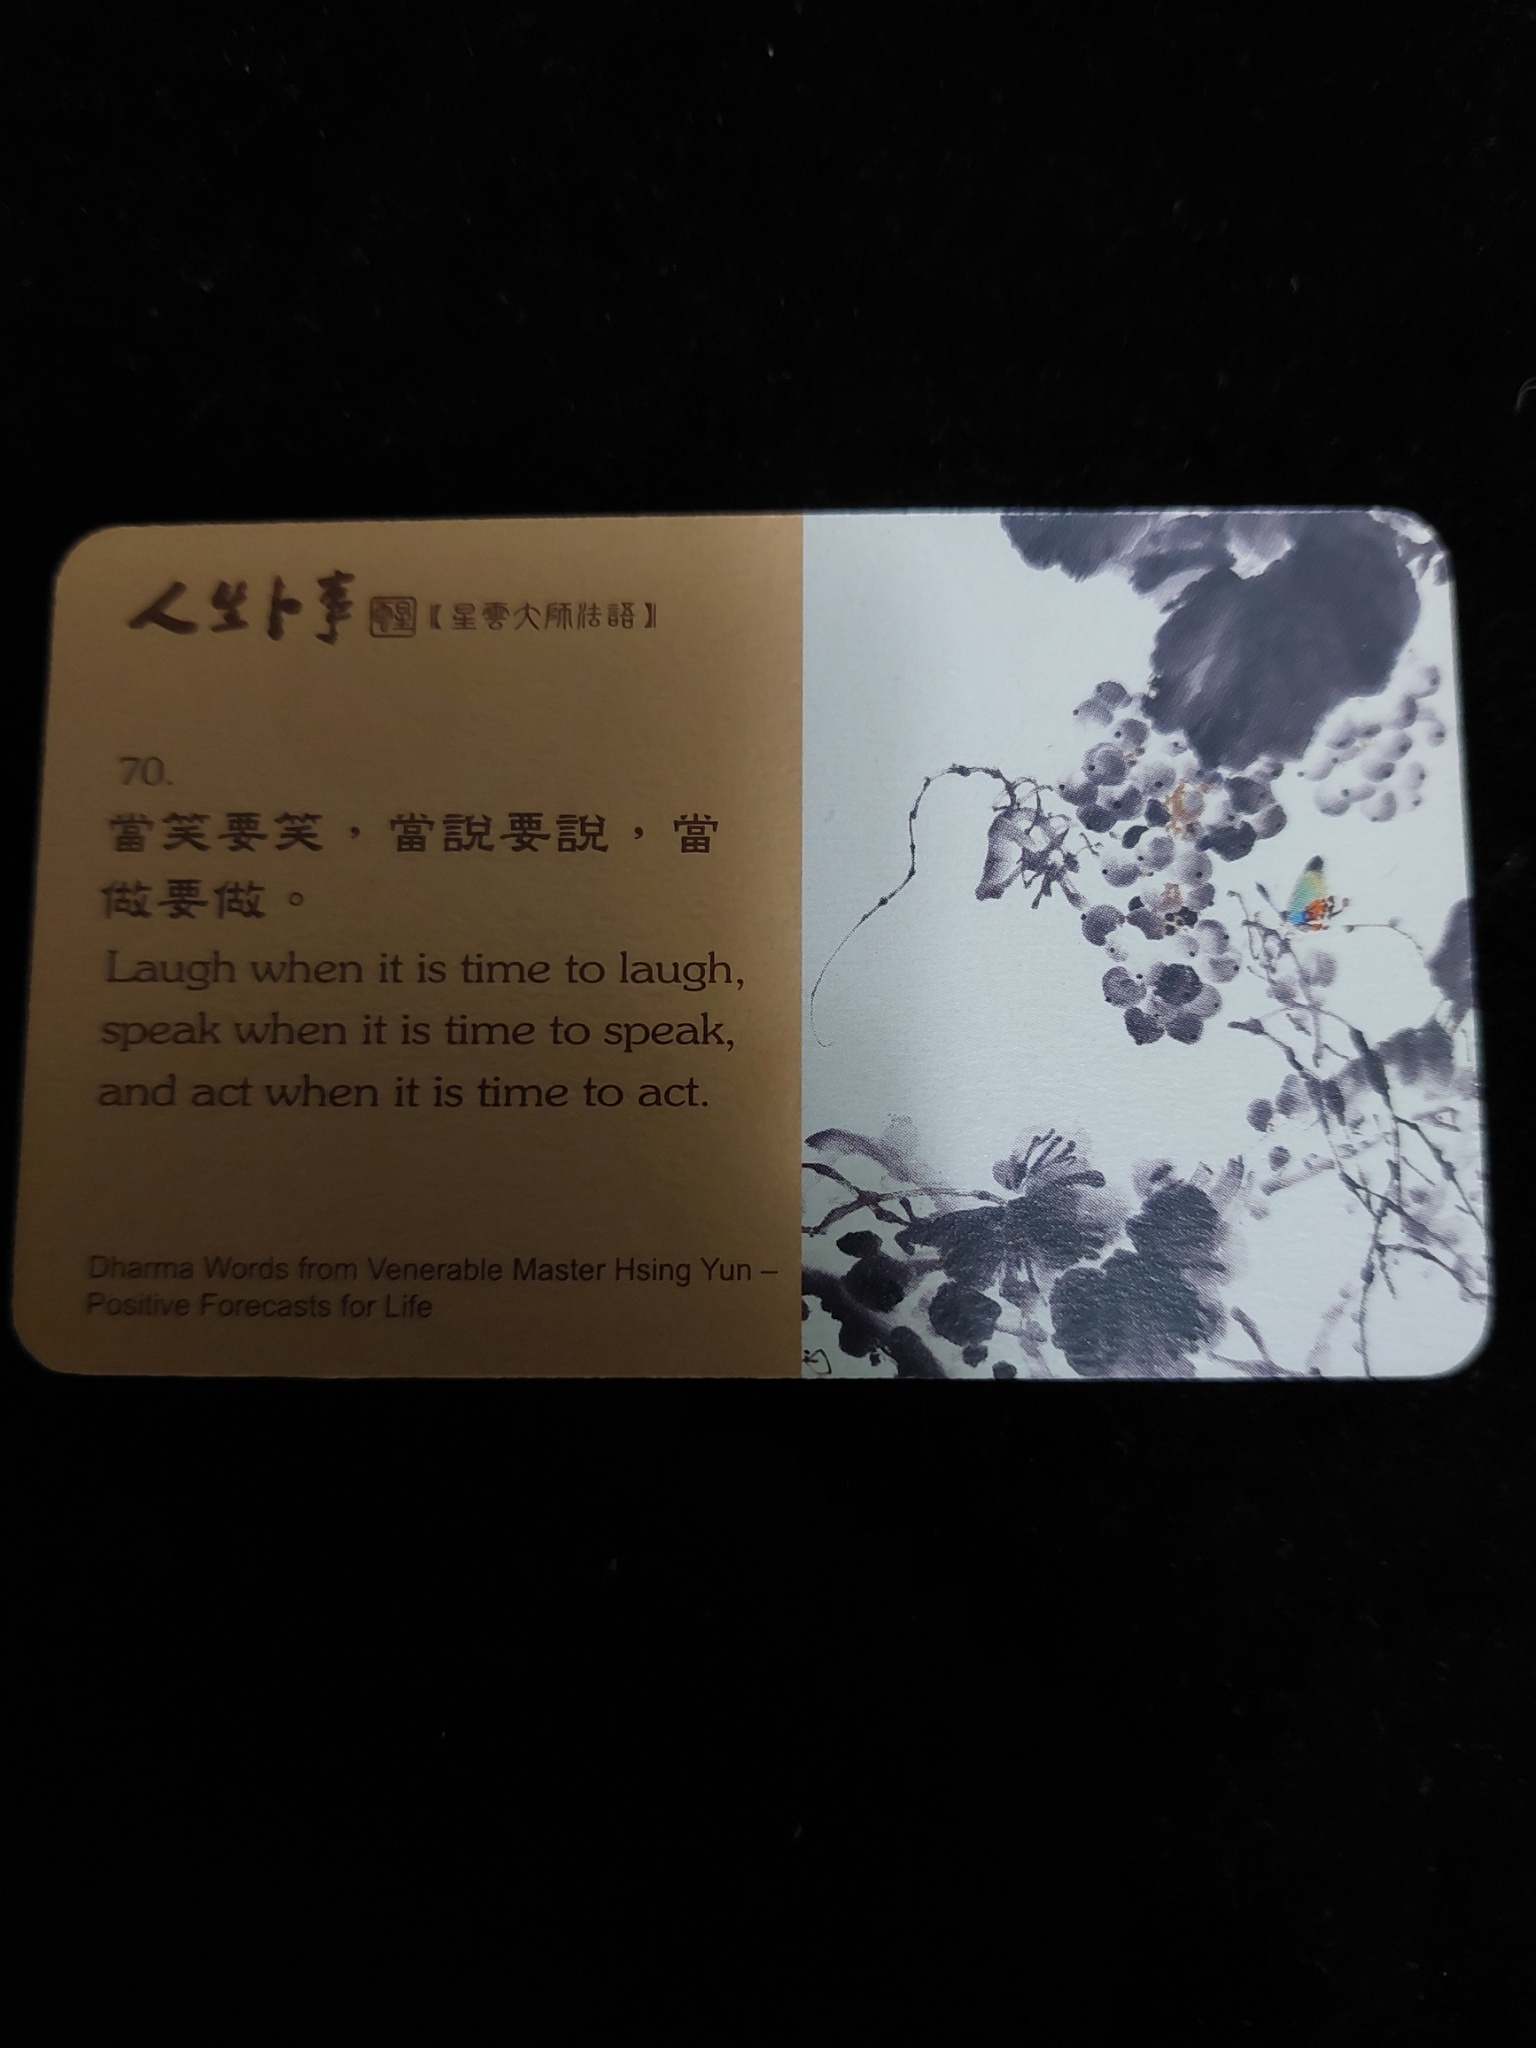 人生卜事 星雲 〖星雲大師法語〗
70.
當笑要笑，當說要說，當
做要做。
Laugh when it is time to laugh,
speak when it is time to speak,
and act when it is time to act.
Dharma Words from Venerable Master Hsing Yun –
Positive Forecasts for Life